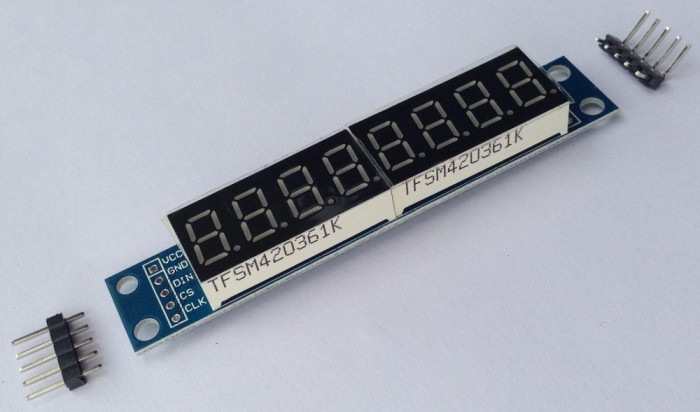 VCC
GND
DIN
CS
CLK
TFSM420361K
TFSM420361K